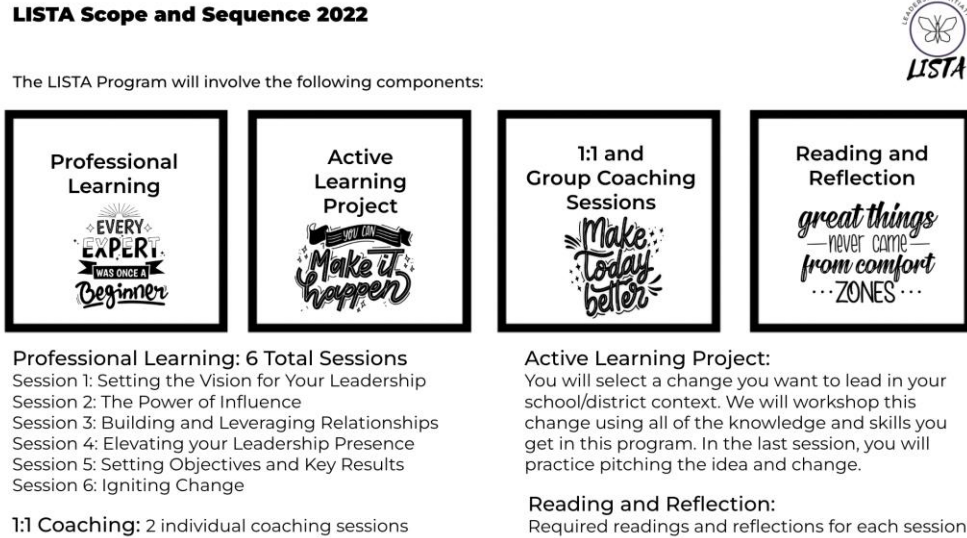 LISTA Scope and Sequence 2022
LISTA
The LISTA Program will involve the following components:
Professional
Learning
EVERY
EXPERT
WAS ONCE A
Beginner
Active
Learning
Project
YOU CAN
Make it
happen
1:1 and
Group Coaching
Sessions
Make
Today
better
Reading and
Reflection
great things
never came
from comfort
ZONES
Professional Learning: 6 Total Sessions
Session 1: Setting the Vision for Your Leadership
Session 2: The Power of Influence
Session 3: Building and Leveraging Relationships
Session 4: Elevating your Leadership Presence
Session 5: Setting Objectives and Key Results
Session 6: Igniting Change
1:1 Coaching: 2 individual coaching sessions
Active Learning Project:
You will select a change you want to lead in your
school/district context. We will workshop this
change using all of the knowledge and skills you
get in this program. In the last session, you will
practice pitching the idea and change.
Reading and Reflection:
Required readings and reflections for each session